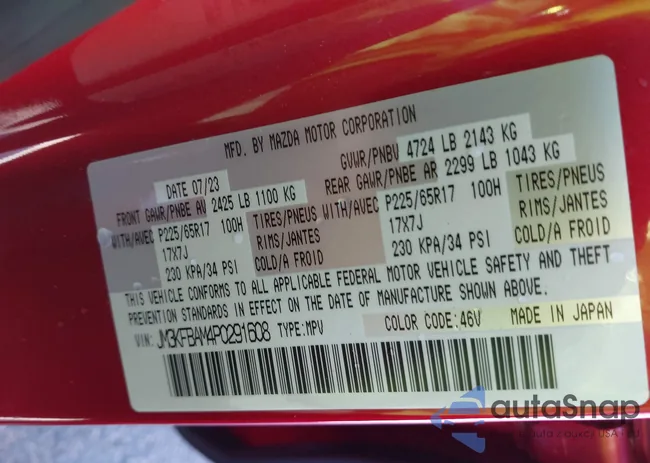 MFD. BY MAZDA MOTOR CORPORATION
DATE 07/23
GVWR/PNBV 4724 LB 2143 KG
FRONT GAWR/PNBE AV 2425 LB 1100 KG
REAR GAWR/PNBE AR 2299 LB 1043 KG
WITH/AVEC P225/65R17 100H TIRES/PNEUS
17X7J RIMS/JANTES
230 KPA/34 PSI COLD/A FROID
WITH/AVEC P225/65R17 100H TIRES/PNEUS
17X7J RIMS/JANTES
230 KPA/34 PSI COLD/A FROID
THIS VEHICLE CONFORMS TO ALL APPLICABLE FEDERAL MOTOR VEHICLE SAFETY AND THEFT
PREVENTION STANDARDS IN EFFECT ON THE DATE OF MANUFACTURE SHOWN ABOVE.
VIN: JM3KFBAM4P0291608 TYPE:MPV COLOR CODE:46V MADE IN JAPAN
autoSnap
USA